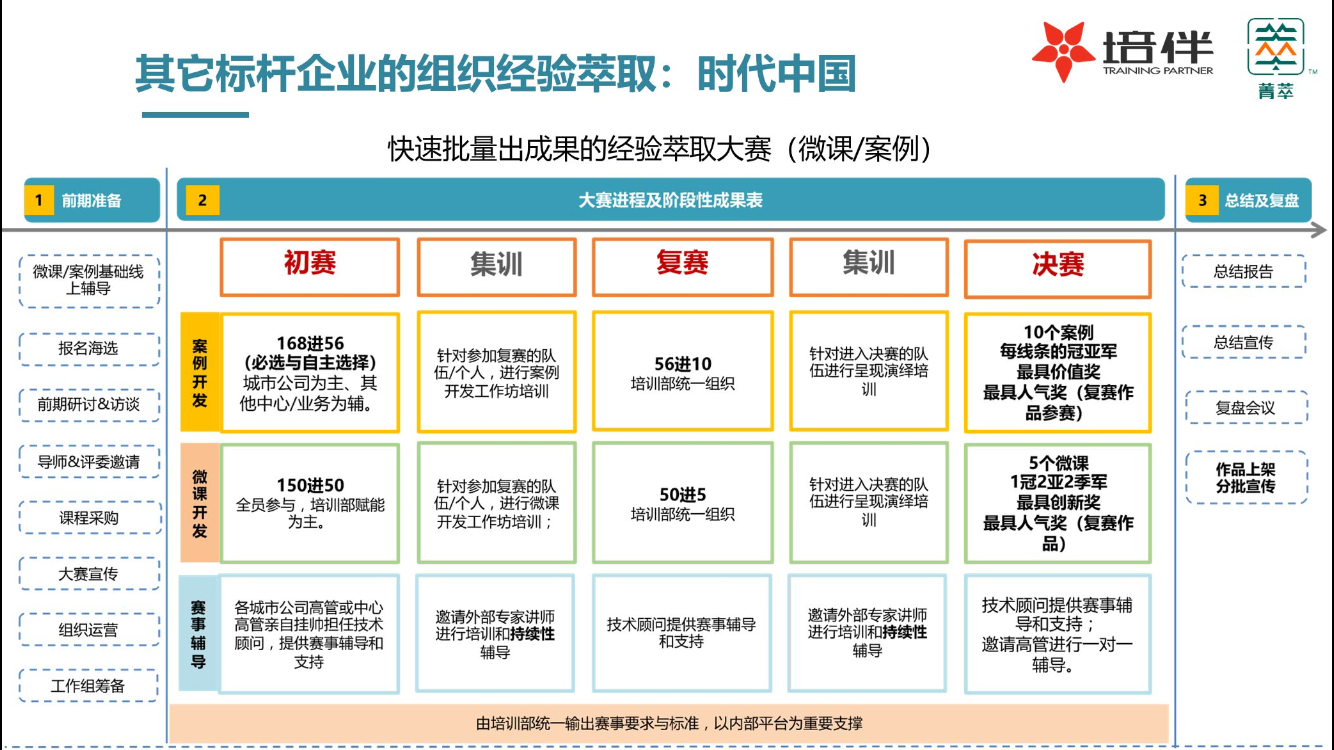 其它标杆企业的组织经验萃取：时代中国
培伴
TRAINING PARTNER
TM
菁萃
快速批量出成果的经验萃取大赛（微课/案例）
1 前期准备
微课/案例基础线
上辅导
报名海选
前期研讨&访谈
导师&评委邀请
课程采购
大赛宣传
组织运营
工作组筹备
2 大赛进程及阶段性成果表
初赛
集训
复赛
集训
决赛
案
例
开
发
168进56
（必选与自主选择）
城市公司为主、其
他中心/业务为辅。
针对参加复赛的队
伍/个人，进行案例
开发工作坊培训
56进10
培训部统一组织
针对进入决赛的队
伍进行呈现演绎培
训
10个案例
每线条的冠亚军
最具价值奖
最具人气奖（复赛作
品参赛）
微
课
开
发
150进50
全员参与，培训部赋能
为主。
针对参加复赛的队
伍/个人，进行微课
开发工作坊培训；
50进5
培训部统一组织
针对进入决赛的队
伍进行呈现演绎培
训
5个微课
1冠2亚2季军
最具创新奖
最具人气奖（复赛作
品）
赛
事
辅
导
各城市公司高管或中心
高管亲自挂帅担任技术
顾问，提供赛事辅导和
支持
邀请外部专家讲师
进行培训和持续性
辅导
技术顾问提供赛事辅导
和支持
邀请外部专家讲师
进行培训和持续性
辅导
技术顾问提供赛事辅
导和支持；
邀请高管进行一对一
辅导。
由培训部统一输出赛事要求与标准，以内部平台为重要支撑
3 总结及复盘
总结报告
总结宣传
复盘会议
作品上架
分批宣传